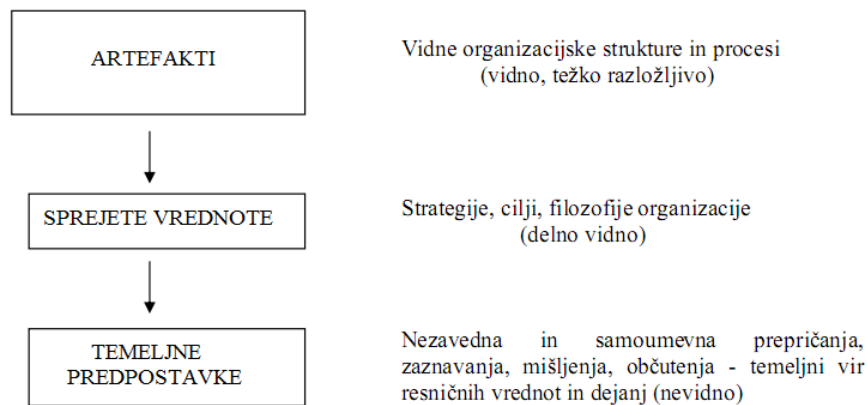 ARTEFAKTI
Vidne organizacijske strukture in procesi
(vidno, težko razložljivo)
SPREJETE VREDNOTE
Strategije, cilji, filozofije organizacije
(delno vidno)
TEMELJNE
PREDPOSTAVKE
Nezavedna in samoumevna prepričanja,
zaznavanja, mišljenja, občutenja - temeljni vir
resničnih vrednot in dejanj (nevidno)